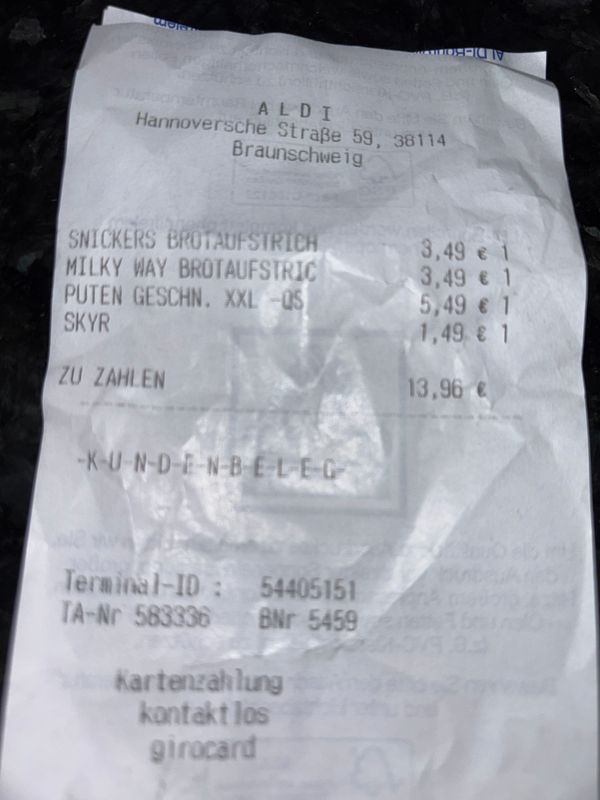 ALDI
Hannoversche Straße 59, 38114
Braunschweig
SNICKERS BROTAUFSTRICH 3,49 € 1
MILKY WAY BROTAUFSTRIC 3,49 € 1
PUTEN GESCHN. XXL -QS 5,49 € 1
SKYR 1,49 € 1
ZU ZAHLEN 13,96 €
-K-U-N-D-E-N-B-E-L-E-G-
Terminal-ID : 54405151
TA-Nr 583336 BNr 5459
Kartenzahlung
kontaktlos
girocard